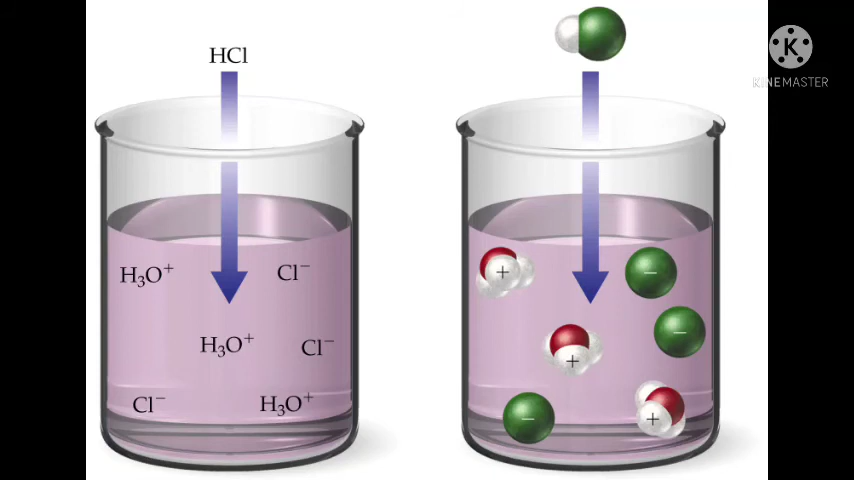 HCl
K
KINEMASTER
H₃O⁺
Cl⁻
H₃O⁺
Cl⁻
Cl⁻
H₃O⁺
+
−
−
+
−
+